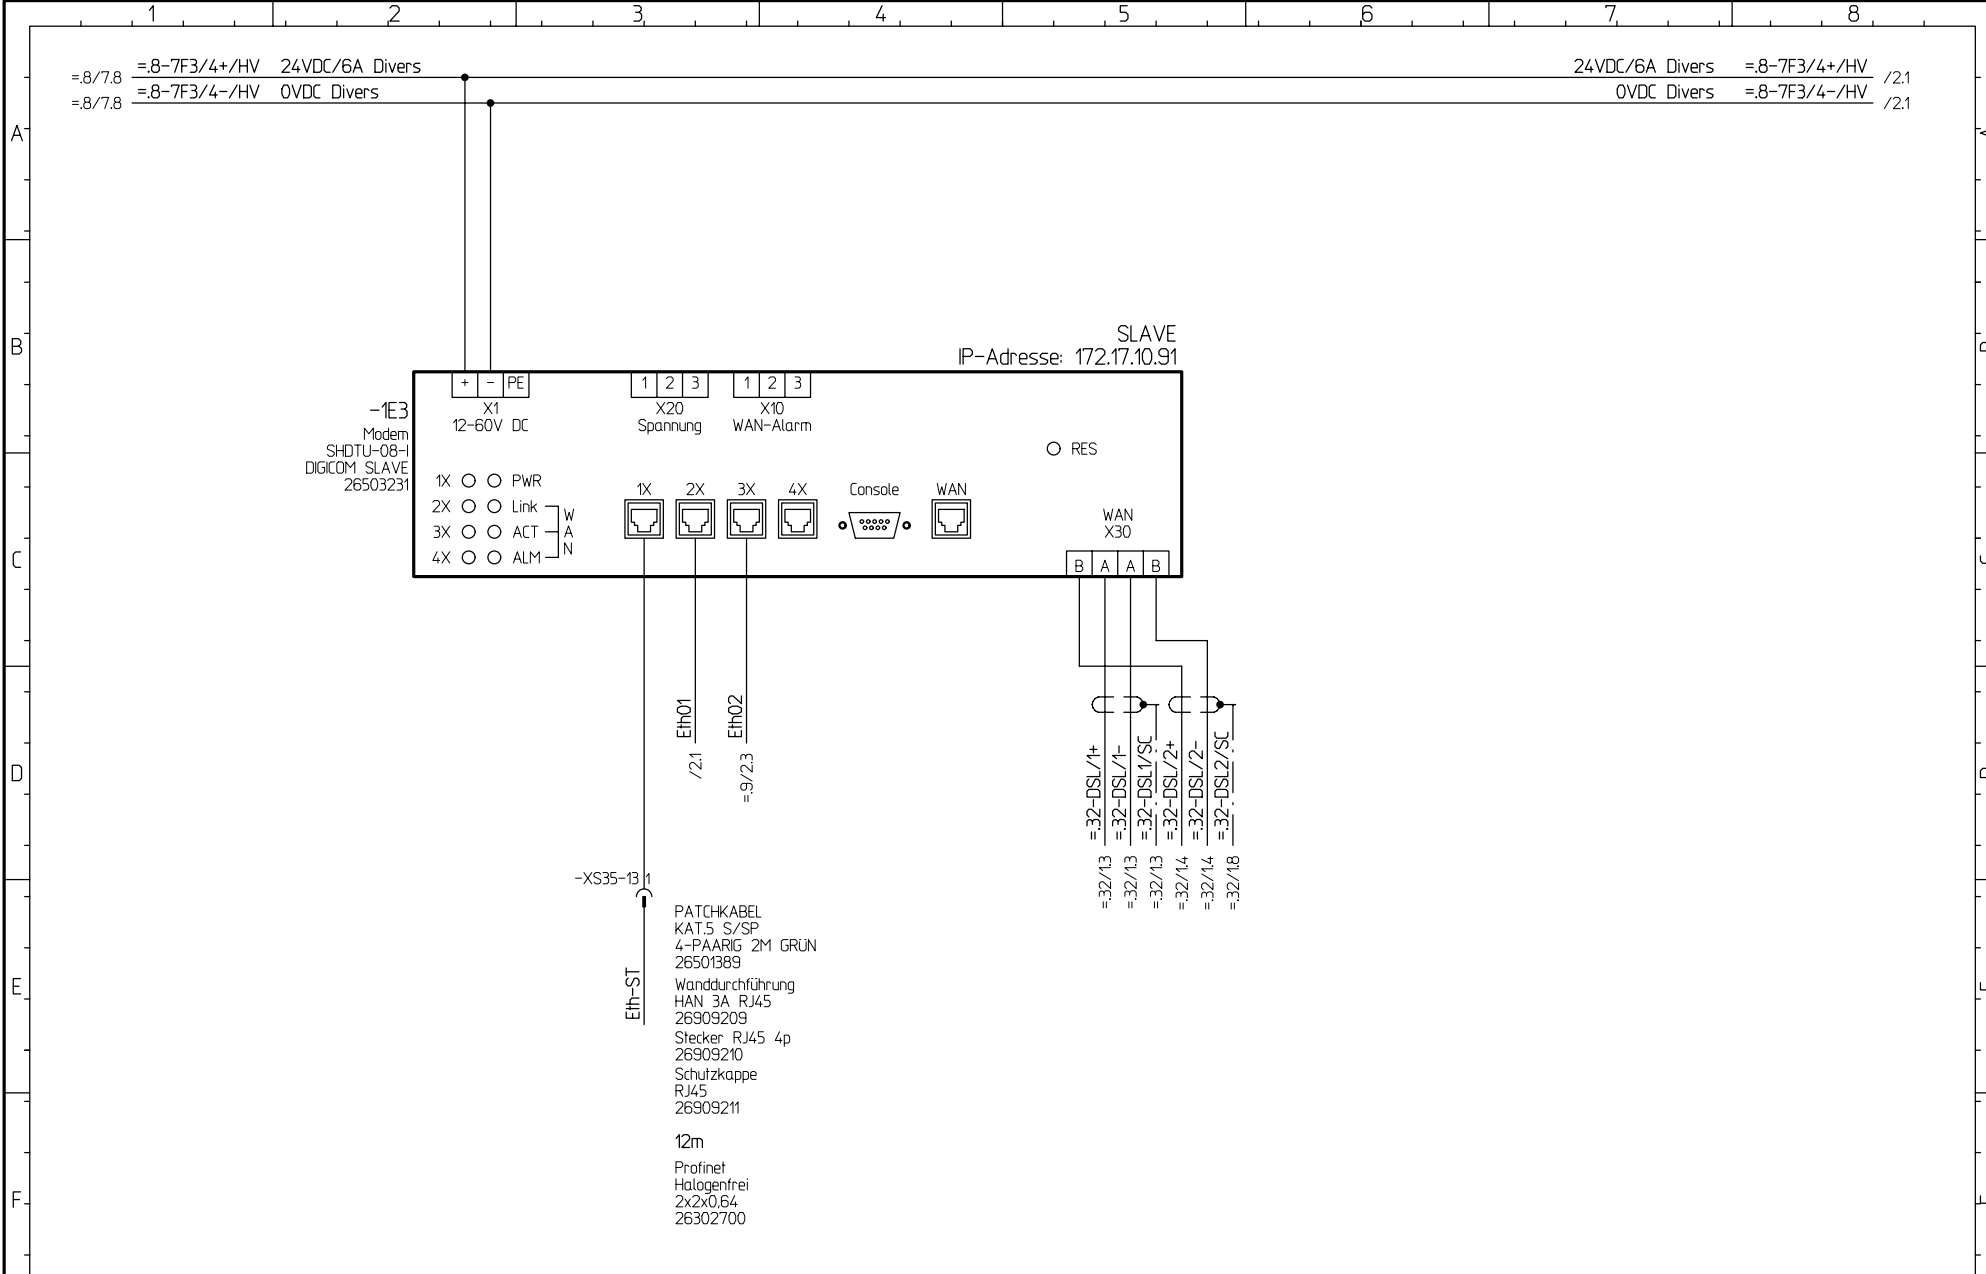 1 2 3 4 5 6 7 8
=.8/7.8 =.8-7F3/4+/HV 24VDC/6A Divers 24VDC/6A Divers =.8-7F3/4+/HV /2.1
=.8/7.8 =.8-7F3/4-/HV 0VDC Divers 0VDC Divers =.8-7F3/4-/HV /2.1
A
B
SLAVE
IP-Adresse: 172.17.10.91
+ - PE 1 2 3 1 2 3
-1E3
X1 X20 X10
12-60V DC Spannung WAN-Alarm
Modem
SHDTU-08-I
DIGICOM SLAVE
26503231
RES
1X PWR
2X Link
3X ACT
4X ALM
WAN
1X 2X 3X 4X Console WAN
WAN
X30
B A A B
C
Eth01
/2.1
Eth02
=.9/2.3
=.32-DSL/1+
=.32-DSL/1-
=.32-DSL1/SC
=.32-DSL/2+
=.32-DSL/2-
=.32-DSL2/SC
=.32/1.3
=.32/1.3
=.32/1.3
=.32/1.4
=.32/1.4
=.32/1.8
D
-XS35-13 1
PATCHKABEL
KAT.5 S/SP
4-PAARIG 2M GRÜN
26501389
Eth-ST
E
Wanddurchführung
HAN 3A RJ45
26909209
Stecker RJ45 4p
26909210
Schutzkappe
RJ45
26909211
12m
Profinet
Halogenfrei
2x2x0,64
26302700
F